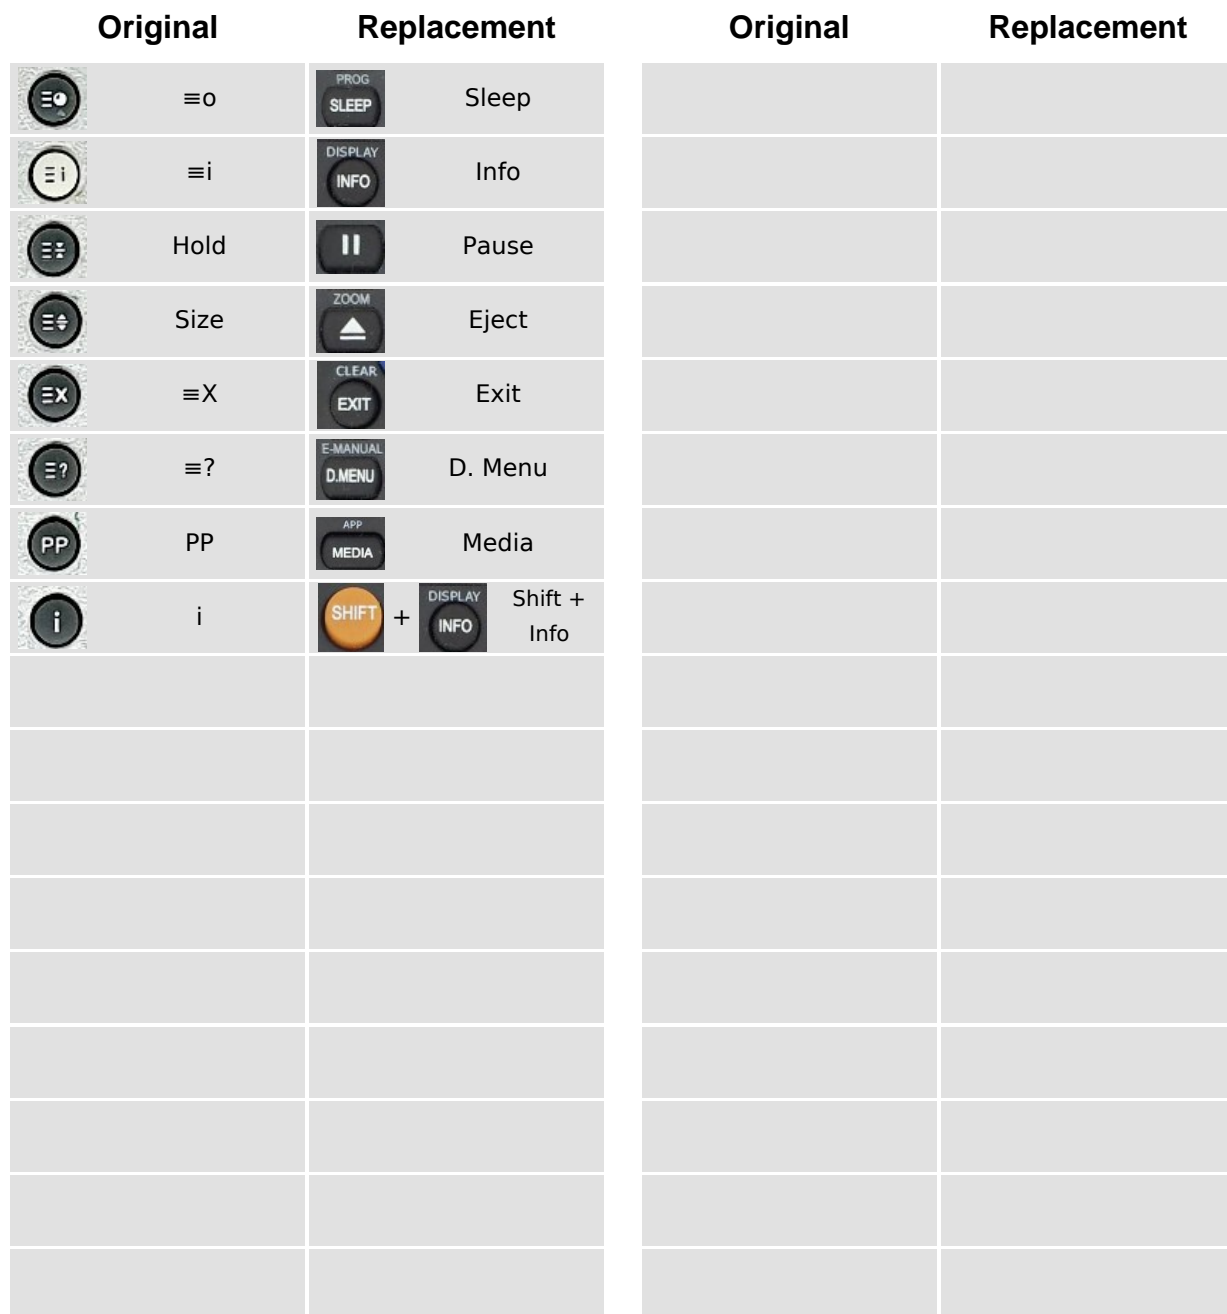 Original Replacement Original Replacement
≡o PROG SLEEP Sleep
≡i ≡i DISPLAY INFO Info
Hold Pause
Size ZOOM Eject
≡X ≡X CLEAR EXIT Exit
≡? ≡? E-MANUAL D.MENU D. Menu
PP PP APP MEDIA Media
i i SHIFT + DISPLAY INFO Shift +
Info